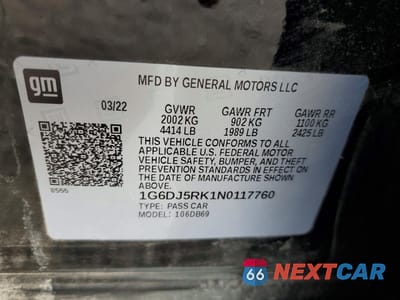 gm
MFD BY GENERAL MOTORS LLC
03/22 GVWR GAWR FRT GAWR RR
2002 KG 902 KG 1100 KG
4414 LB 1989 LB 2425 LB
THIS VEHICLE CONFORMS TO ALL
APPLICABLE U.S. FEDERAL MOTOR
VEHICLE SAFETY, BUMPER, AND THEFT
PREVENTION STANDARDS IN EFFECT ON
THE DATE OF MANUFACTURE SHOWN ABOVE.
1G6DJ5RK1N0117760
TYPE: PASS CAR
MODEL: 106DB69
66 NEXTCAR